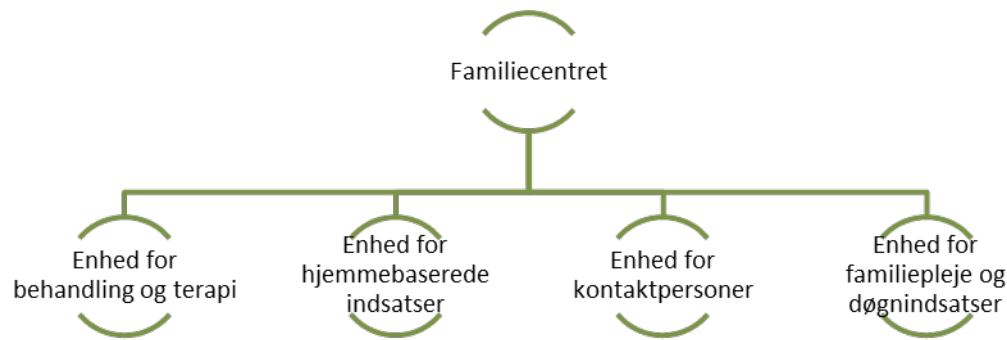 Familiecentret
Enhed for
behandling og terapi
Enhed for
hjemmebaserede
indsatser
Enhed for
kontaktpersoner
Enhed for
familiepleje og
døgnindsatser